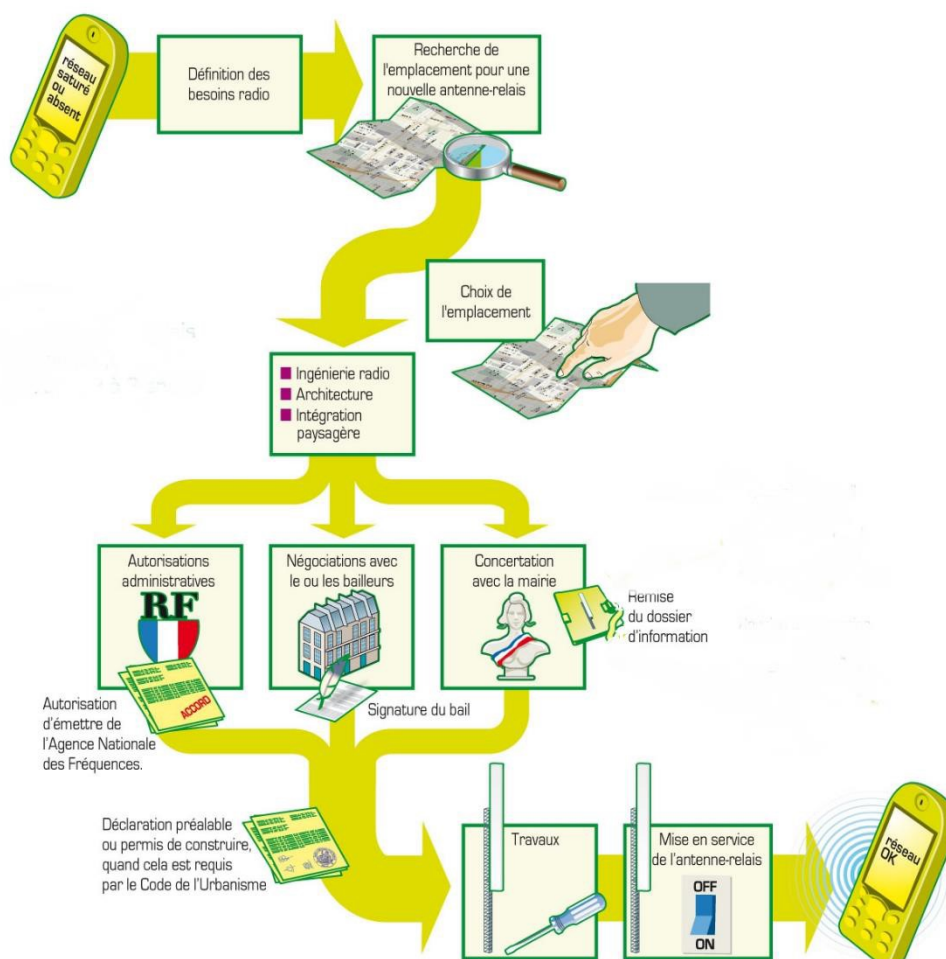 réseau
saturé
ou
absent
Définition des
besoins radio
Recherche de
l'emplacement pour une
nouvelle antenne-relais
Choix de
l'emplacement
Ingénierie radio
Architecture
Intégration
paysagère
Autorisations
administratives
RF
ACCORD
Autorisation
d'émettre de
l'Agence Nationale
des Fréquences.
Négociations avec
le ou les bailleurs
Signature du bail
Concertation
avec la mairie
Remise
du dossier
d'information
Déclaration préalable
ou permis de construire,
quand cela est requis
par le Code de l'Urbanisme
Travaux
Mise en service
de l'antenne-relais
OFF
ON
réseau
OK